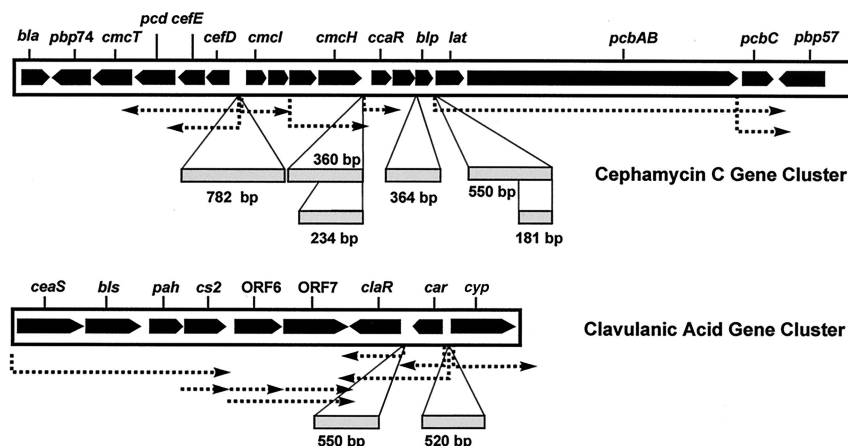 pcd cefE
bla pbp74 cmcT cefD cmcI cmcH ccaR blp lat pcbAB pcbC pbp57
360 bp
782 bp 364 bp 550 bp
Cephamycin C Gene Cluster
234 bp 181 bp
ceaS bls pah cs2 ORF6 ORF7 claR car cyp
Clavulanic Acid Gene Cluster
550 bp 520 bp